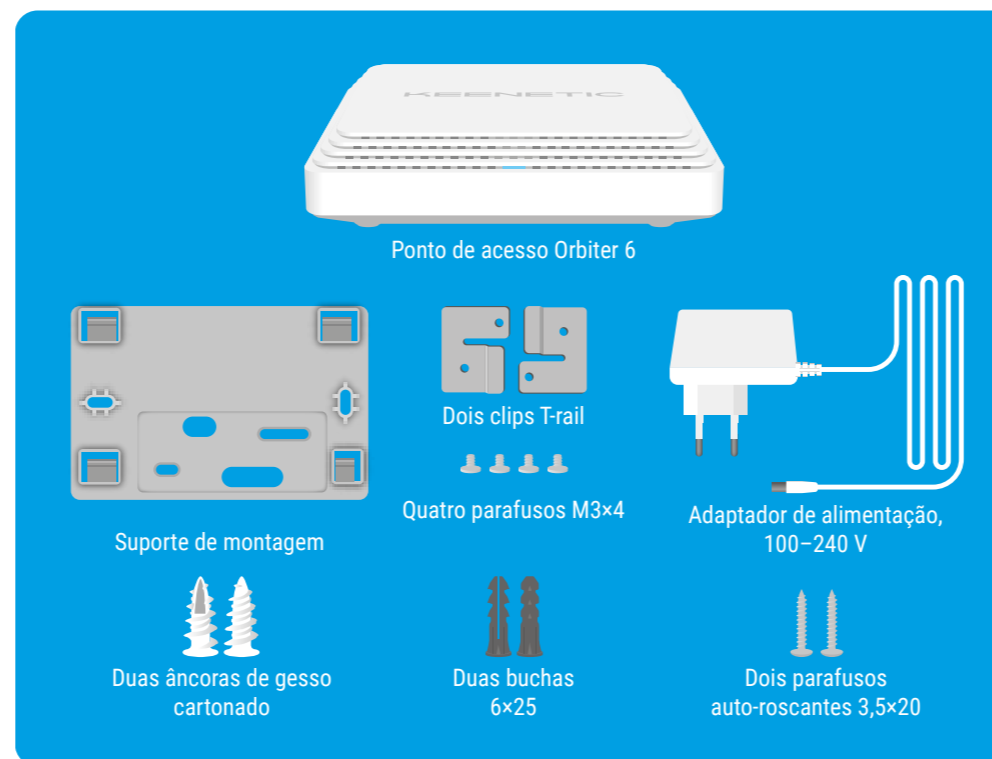 KEENETIC
Ponto de acesso Orbiter 6
Dois clips T-rail
Quatro parafusos M3×4
Adaptador de alimentação,
100–240 V
Suporte de montagem
Duas âncoras de gesso
cartonado
Duas buchas
6×25
Dois parafusos
auto-roscantes 3,5×20